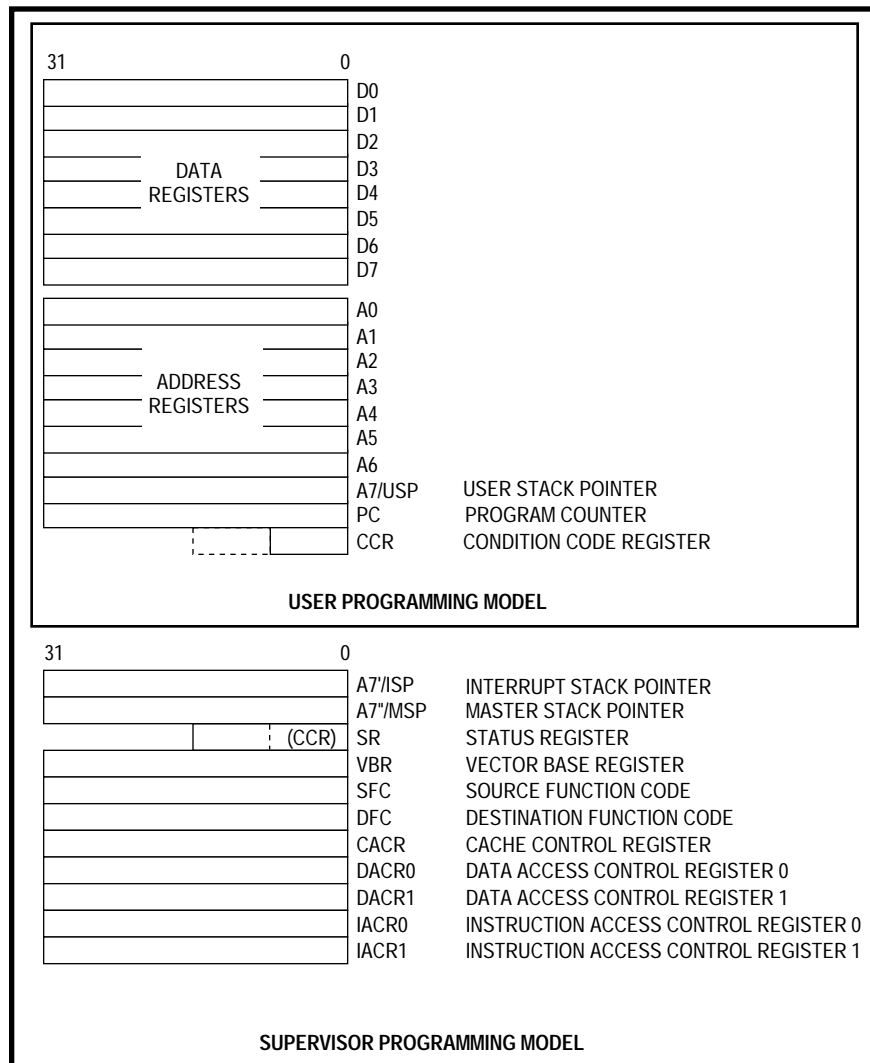 31 0
D0
D1
D2
DATA D3
REGISTERS D4
D5
D6
D7
A0
A1
A2
ADDRESS A3
REGISTERS A4
A5
A6
A7/USP USER STACK POINTER
PC PROGRAM COUNTER
CCR CONDITION CODE REGISTER
USER PROGRAMMING MODEL
31 0
A7'/ISP INTERRUPT STACK POINTER
A7"/MSP MASTER STACK POINTER
(CCR) SR STATUS REGISTER
VBR VECTOR BASE REGISTER
SFC SOURCE FUNCTION CODE
DFC DESTINATION FUNCTION CODE
CACR CACHE CONTROL REGISTER
DACR0 DATA ACCESS CONTROL REGISTER 0
DACR1 DATA ACCESS CONTROL REGISTER 1
IACR0 INSTRUCTION ACCESS CONTROL REGISTER 0
IACR1 INSTRUCTION ACCESS CONTROL REGISTER 1
SUPERVISOR PROGRAMMING MODEL